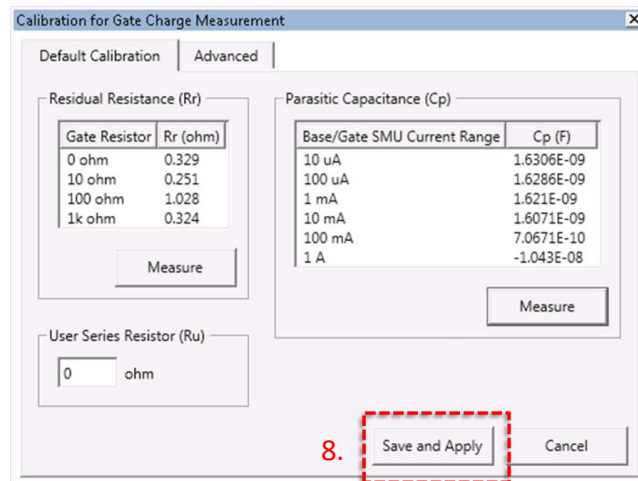 Calibration for Gate Charge Measurement
Default Calibration Advanced
Residual Resistance (Rr)
Gate Resistor Rr (ohm)
0 ohm 0.329
10 ohm 0.251
100 ohm 1.028
1k ohm 0.324
Measure
User Series Resistor (Ru)
0 ohm
Parasitic Capacitance (Cp)
Base/Gate SMU Current Range Cp (F)
10 uA 1.6306E-09
100 uA 1.6286E-09
1 mA 1.621E-09
10 mA 1.6071E-09
100 mA 7.0671E-10
1 A -1.043E-08
Measure
8. Save and Apply Cancel